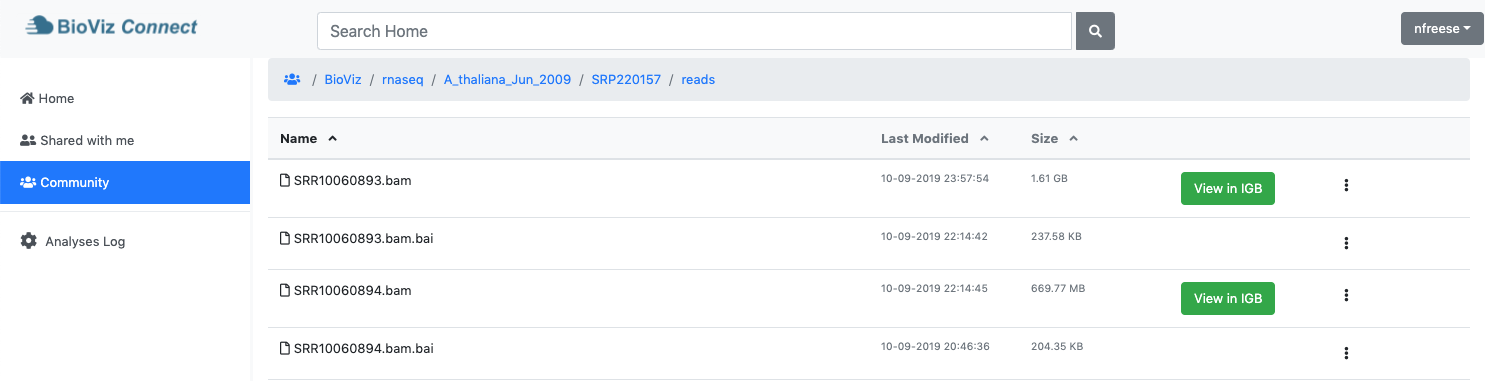 BioViz Connect
Search Home
nfreese
/ BioViz / rnaseq / A_thaliana_Jun_2009 / SRP220157 / reads
Home
Shared with me
Community
Analyses Log
Name Last Modified Size
SRR10060893.bam 10-09-2019 23:57:54 1.61 GB View in IGB
SRR10060893.bam.bai 10-09-2019 22:14:42 237.58 KB
SRR10060894.bam 10-09-2019 22:14:45 669.77 MB View in IGB
SRR10060894.bam.bai 10-09-2019 20:46:36 204.35 KB